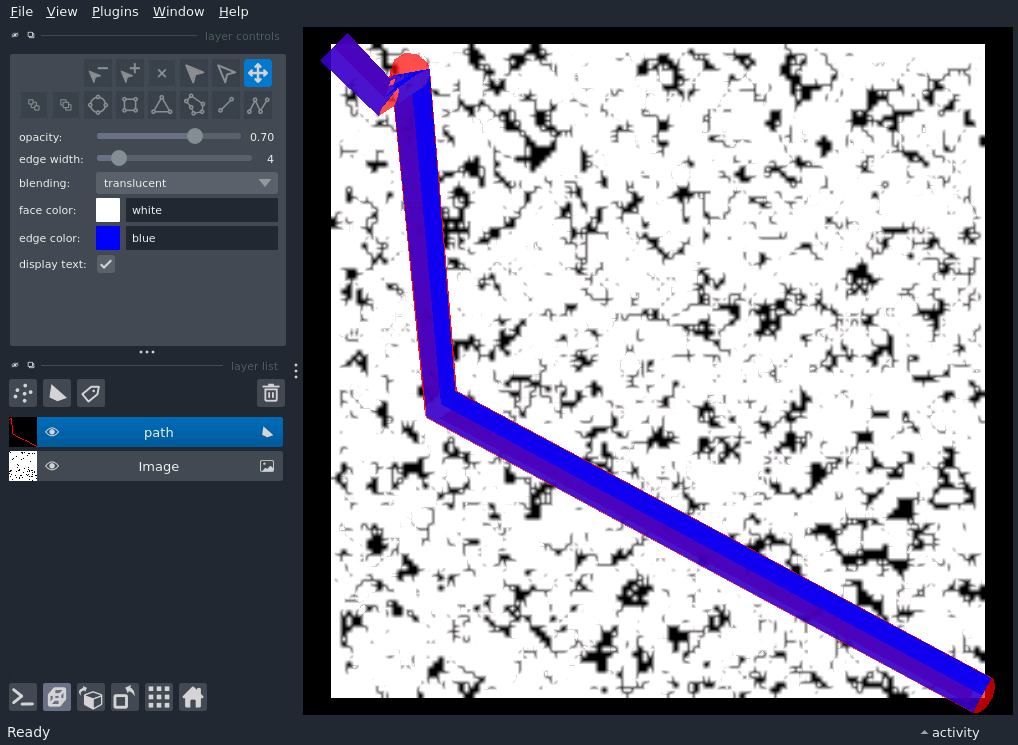 File View Plugins Window Help
layer controls
opacity: 0.70
edge width: 4
blending: translucent
face color: white
edge color: blue
display text:
layer list
path
Image
Ready activity